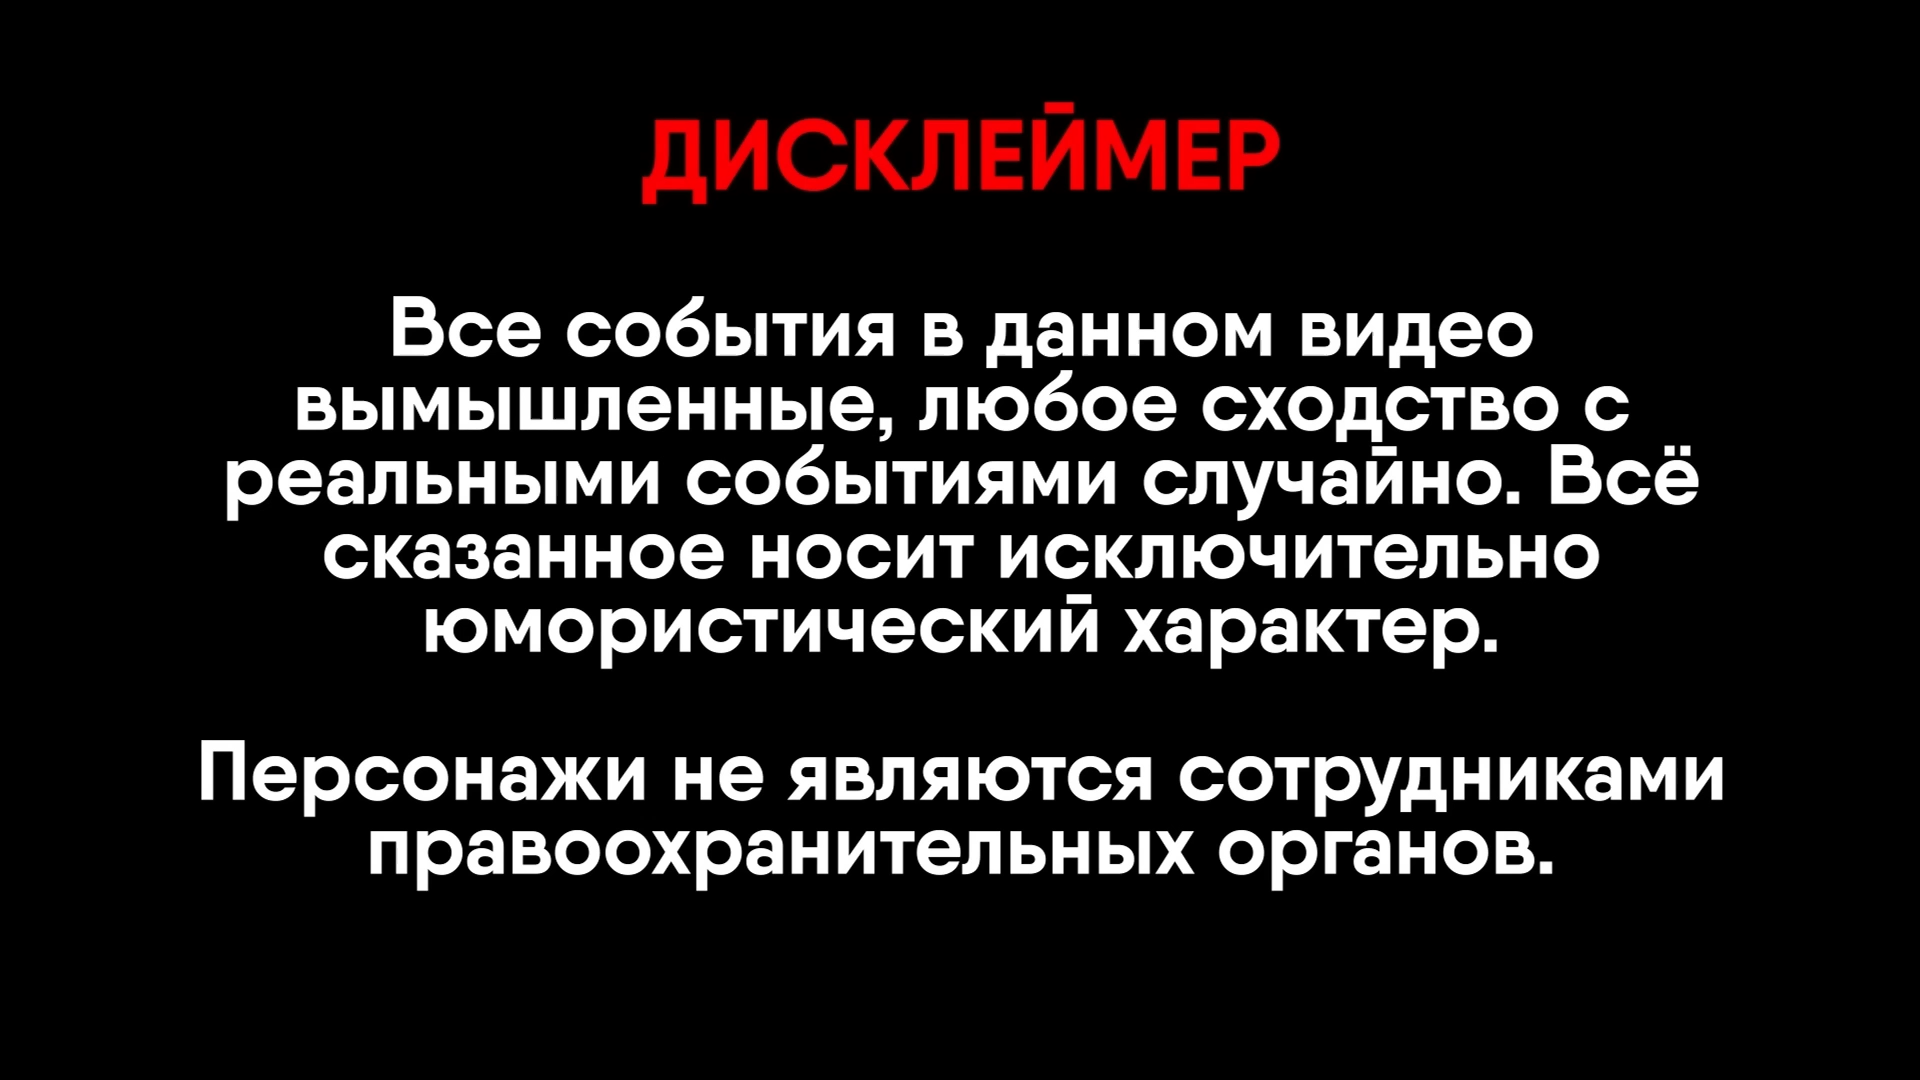 ДИСКЛЕЙМЕР
Все события в данном видео
вымышленные, любое сходство с
реальными событиями случайно. Всё
сказанное носит исключительно
юмористический характер.
Персонажи не являются сотрудниками
правоохранительных органов.